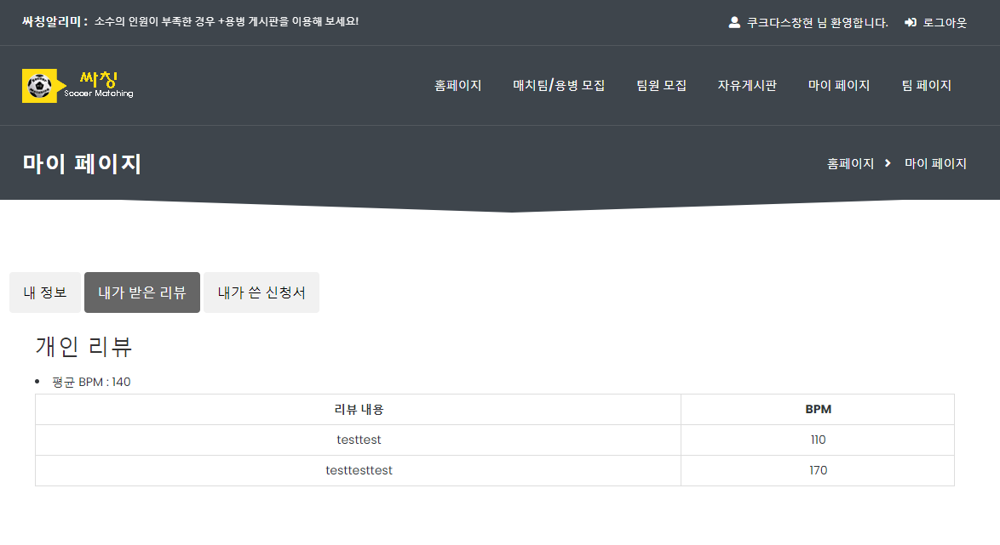 싸칭알리미 : 소수의 인원이 부족한 경우 +용병 게시판을 이용해 보세요!
쿠크다스창현 님 환영합니다. 로그아웃
싸칭
Soccer Matching
홈페이지 매치팀/용병 모집 팀원 모집 자유게시판 마이 페이지 팀 페이지
마이 페이지
홈페이지 > 마이 페이지
내 정보 내가 받은 리뷰 내가 쓴 신청서
개인 리뷰
• 평균 BPM : 140
리뷰 내용 BPM
testtest 110
testtesttest 170